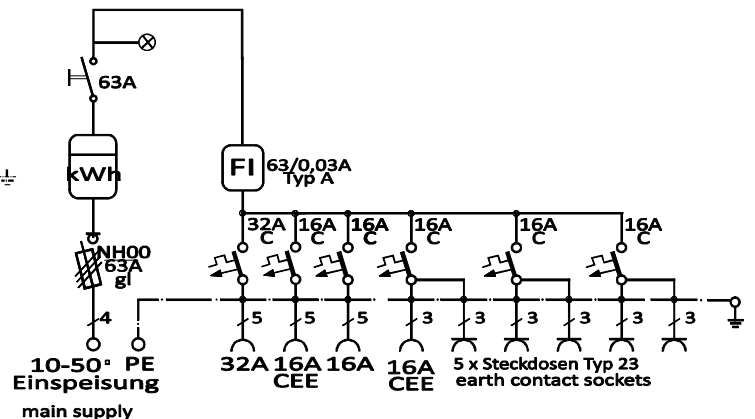 63A
kWh
FI
63/0,03A
Typ A
32A
C
16A
C
16A
C
16A
C
16A
C
16A
C
NH00
63A
gl
4
5
5
5
3
3
3
3
3
3
10-50▫ PE
Einspeisung
main supply
32A
16A
CEE
16A
16A
CEE
5 x Steckdosen Typ 23
earth contact sockets